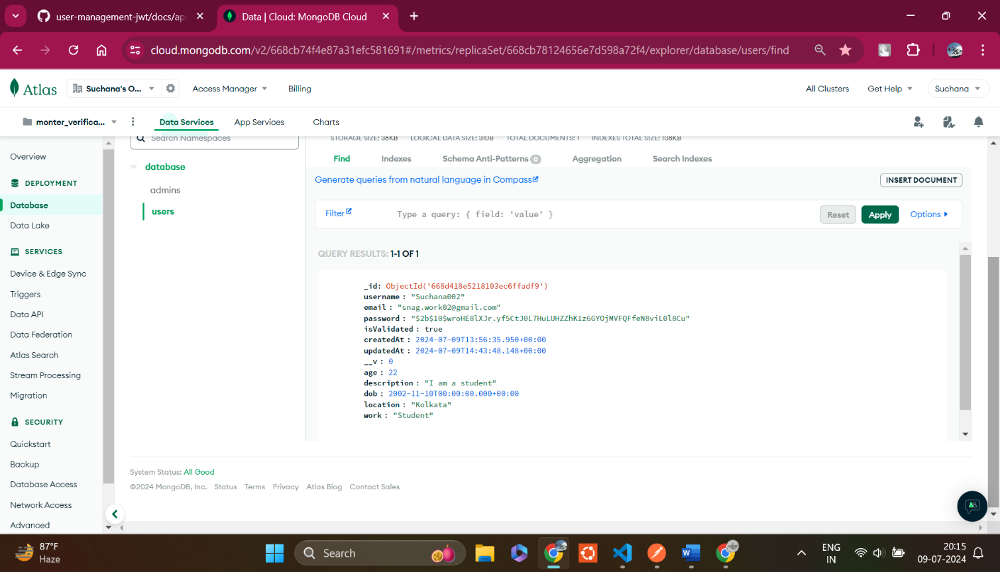 user-management-jwt/docs/api
Data | Cloud: MongoDB Cloud
cloud.mongodb.com/v2/668cb74f4e87a31efc581691#/metrics/replicaSet/668cb78124656e7d598a72f4/explorer/database/users/find
Atlas
Suchana's O...
Access Manager
Billing
All Clusters
Get Help
Suchana
monter_verifica...
Data Services
App Services
Charts
Overview
DEPLOYMENT
Database
Data Lake
SERVICES
Device & Edge Sync
Triggers
Data API
Data Federation
Atlas Search
Stream Processing
Migration
SECURITY
Quickstart
Backup
Database Access
Network Access
Advanced
Search Namespaces
database
admins
users
STORAGE SIZE: 36KB LOGICAL DATA SIZE: 310B TOTAL DOCUMENTS: 1 INDEXES TOTAL SIZE: 108KB
Find
Indexes
Schema Anti-Patterns 0
Aggregation
Search Indexes
Generate queries from natural language in Compass
INSERT DOCUMENT
Filter
Type a query: { field: 'value' }
Reset
Apply
Options
QUERY RESULTS: 1-1 OF 1
_id: ObjectId('668d418e5218103ec6ffadf9')
username : "Suchana002"
email : "snag.work02@gmail.com"
password : "$2b$10$wroHE8lXJr.yf5CtJ0L7HuLUHZZhK1z6GYOjMVFQFfeN8viL0l8Cu"
isValidated : true
createdAt : 2024-07-09T13:56:35.950+00:00
updatedAt : 2024-07-09T14:43:48.148+00:00
__v : 0
age : 22
description : "I am a student"
dob : 2002-11-10T00:00:00.000+00:00
location : "Kolkata"
work : "Student"
System Status: All Good
©2024 MongoDB, Inc. Status Terms Privacy Atlas Blog Contact Sales
87°F
Haze
Search
ENG
IN
20:15
09-07-2024